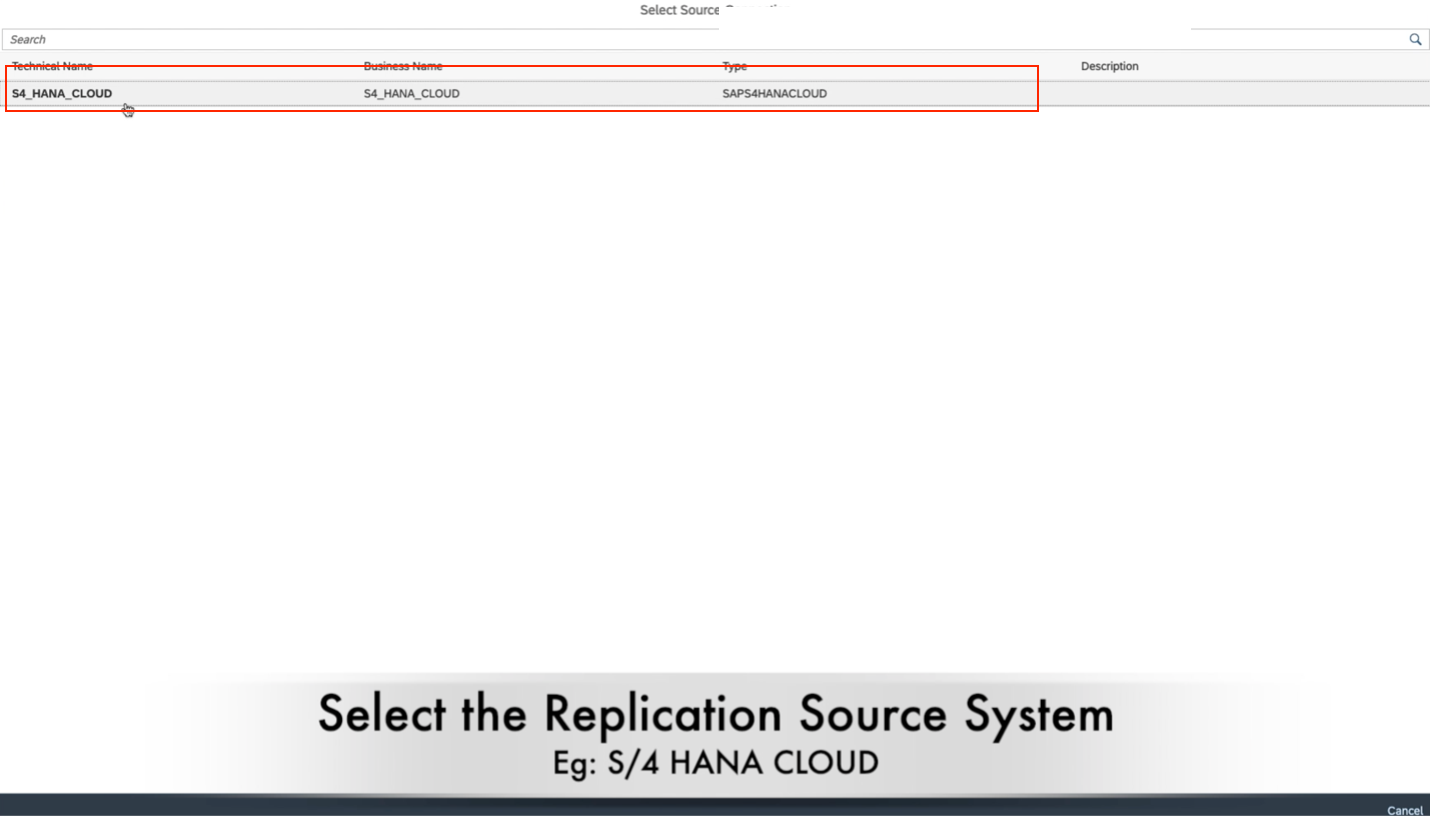 Select Source
Search
Technical Name Business Name Type Description
S4_HANA_CLOUD S4_HANA_CLOUD SAPS4HANACLOUD
Select the Replication Source System
Eg: S/4 HANA CLOUD
Cancel